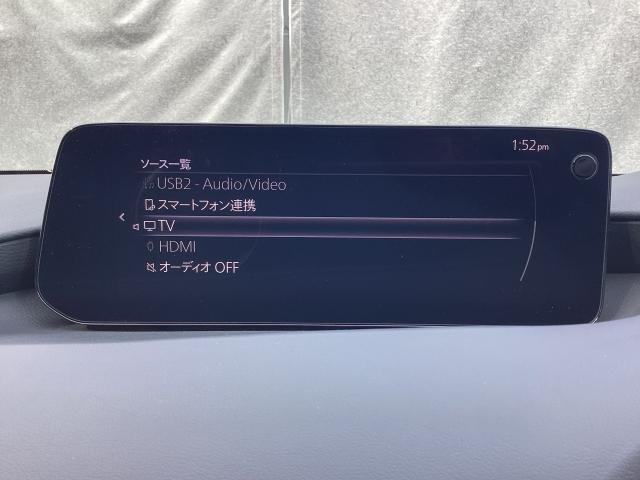 1:52pm
ソース一覧
USB2 - Audio/Video
スマートフォン連携
TV
HDMI
オーディオ OFF